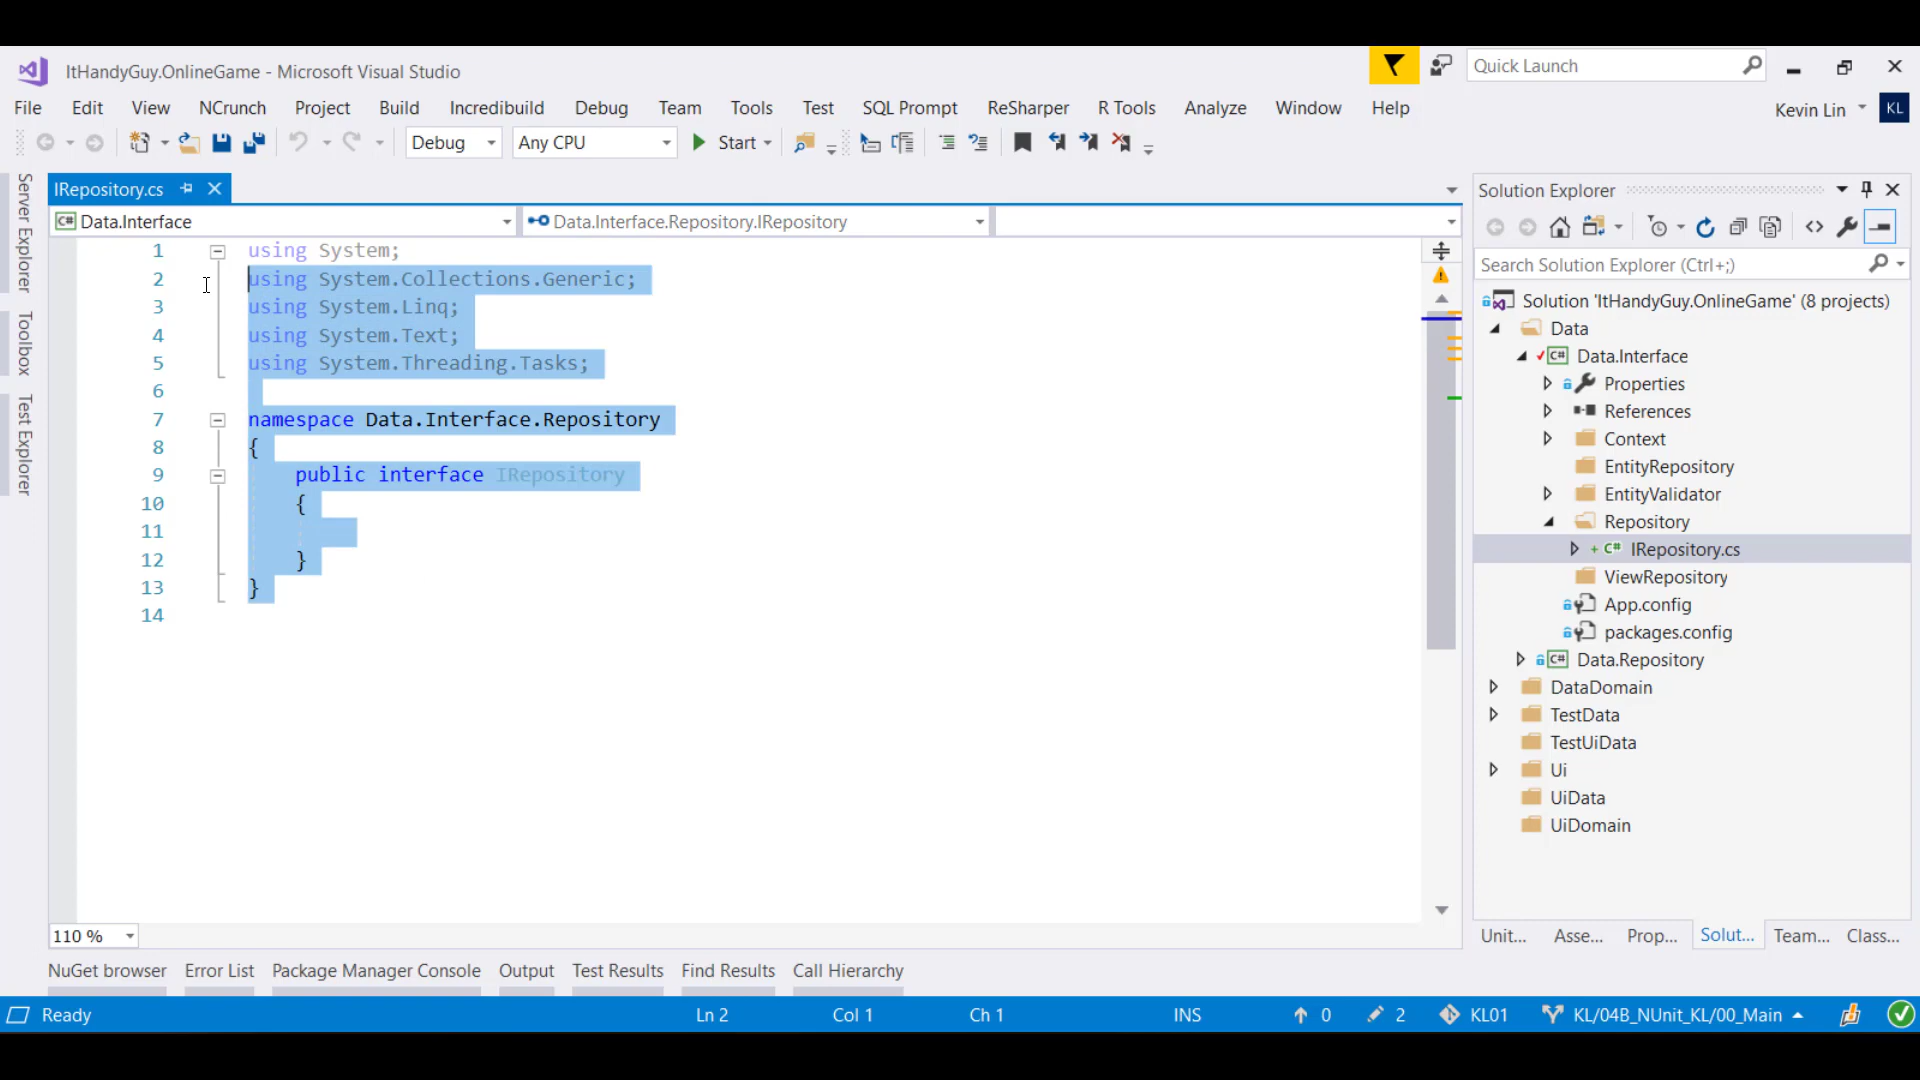 ItHandyGuy.OnlineGame - Microsoft Visual Studio
Quick Launch
File Edit View NCrunch Project Build Incredibuild Debug Team Tools Test SQL Prompt ReSharper R Tools Analyze Window Help
Kevin Lin KL
Debug Any CPU Start
Server Explorer
Toolbox
Test Explorer
IRepository.cs
Data.Interface Data.Interface.Repository.IRepository
1 using System;
2 using System.Collections.Generic;
3 using System.Linq;
4 using System.Text;
5 using System.Threading.Tasks;
6
7 namespace Data.Interface.Repository
8 {
9 public interface IRepository
10 {
11
12 }
13 }
14
110 %
Solution Explorer
Search Solution Explorer (Ctrl+;)
Solution 'ItHandyGuy.OnlineGame' (8 projects)
Data
Data.Interface
Properties
References
Context
EntityRepository
EntityValidator
Repository
IRepository.cs
ViewRepository
App.config
packages.config
Data.Repository
DataDomain
TestData
TestUiData
Ui
UiData
UiDomain
Unit... Asse... Prop... Solut... Team... Class...
NuGet browser Error List Package Manager Console Output Test Results Find Results Call Hierarchy
Ready Ln 2 Col 1 Ch 1 INS 0 2 KL01 KL/04B_NUnit_KL/00_Main